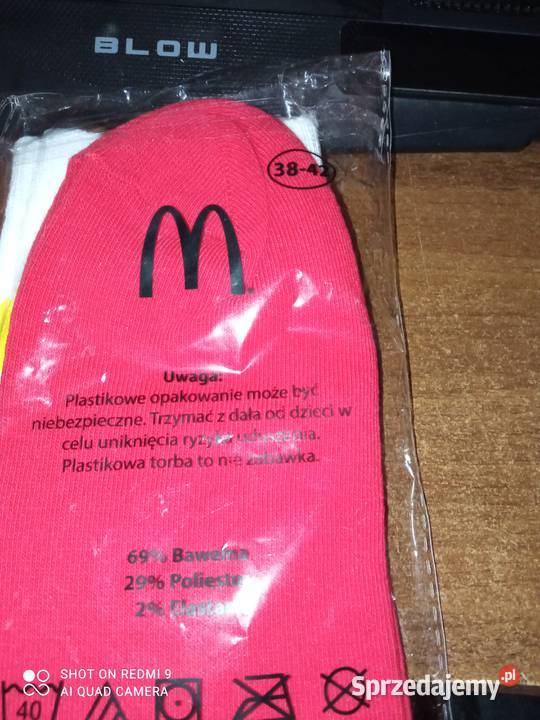 BLOW
38-42
M
Uwaga:
Plastikowe opakowanie może być
niebezpieczne. Trzymać z dala od dzieci w
celu uniknięcia ryzyka uduszenia.
Plastikowa torba to nie zabawka.
69% Bawełna
29% Poliester
2% Elastan
40
SHOT ON REDMI 9
AI QUAD CAMERA
Sprzedajemy.pl